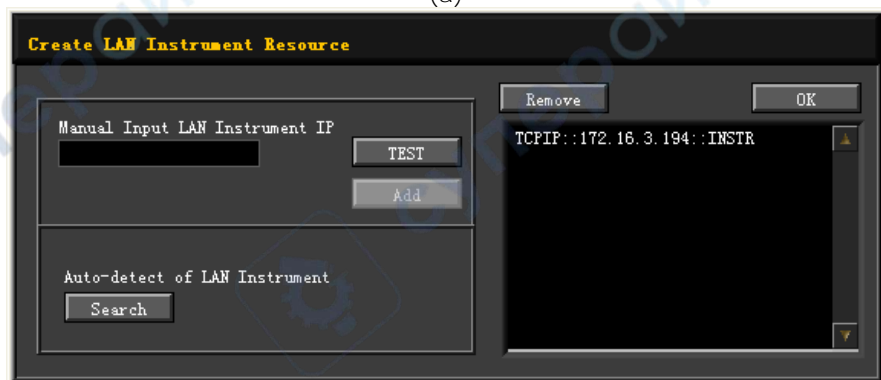 (a)
Create LAN Instrument Resource
Manual Input LAN Instrument IP
TEST
Add
Auto-detect of LAN Instrument
Search
Remove
OK
TCPIP::172.16.3.194::INSTR